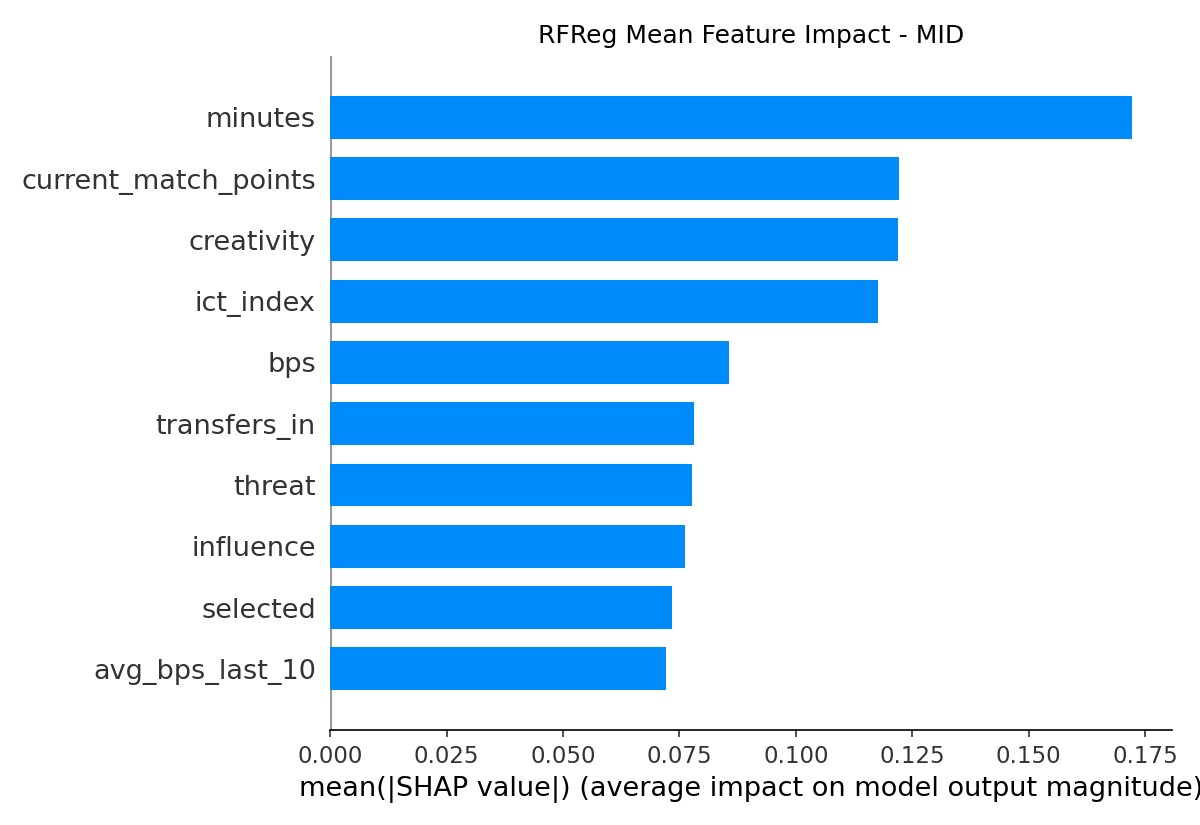 RFReg Mean Feature Impact - MID
minutes
current_match_points
creativity
ict_index
bps
transfers_in
threat
influence
selected
avg_bps_last_10
0.000 0.025 0.050 0.075 0.100 0.125 0.150 0.175
mean(|SHAP value|) (average impact on model output magnitude)